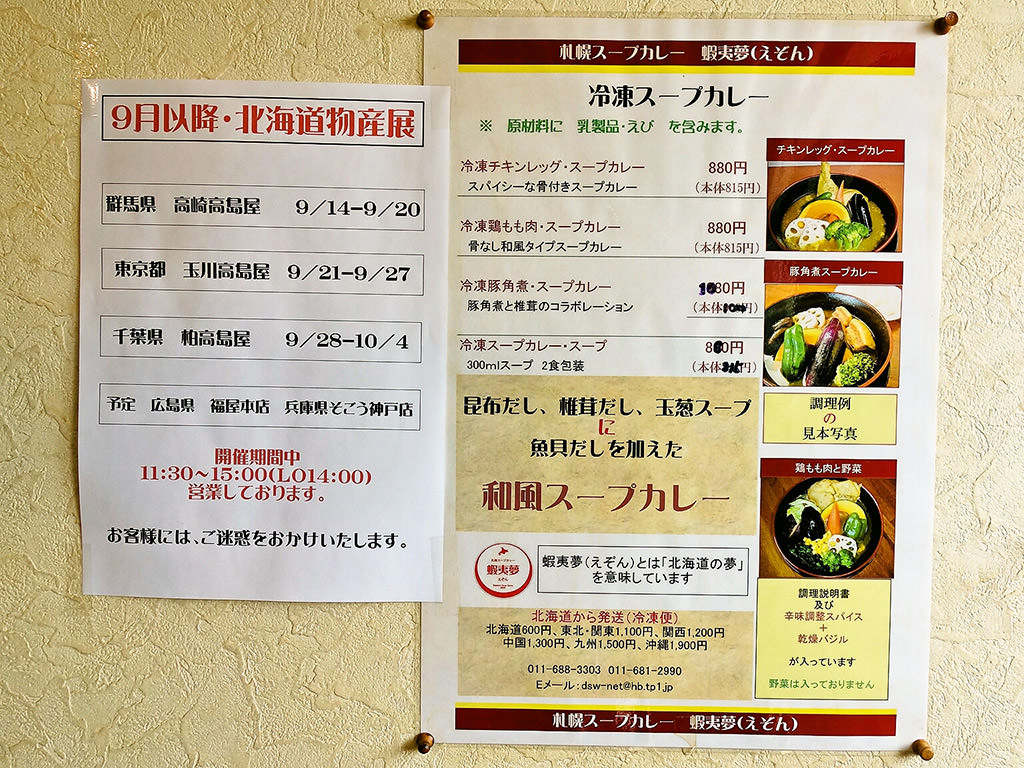 9月以降・北海道物産展
群馬県 高崎高島屋 9/14-9/20
東京都 玉川高島屋 9/21-9/27
千葉県 柏高島屋 9/28-10/4
予定 広島県 福屋本店 兵庫県そごう神戸店
開催期間中
11:30~15:00(LO14:00)
営業しております。
お客様には、ご迷惑をおかけいたします。
札幌スープカレー 蝦夷夢(えぞん)
冷凍スープカレー
※ 原材料に 乳製品・えび を含みます。
冷凍チキンレッグ・スープカレー 880円
スパイシーな骨付きスープカレー (本体815円)
冷凍鶏もも肉・スープカレー 880円
骨なし和風タイプスープカレー (本体815円)
冷凍豚角煮・スープカレー 1080円
豚角煮と椎茸のコラボレーション (本体 円)
冷凍スープカレー・スープ 円
300mlスープ 2食包装 (本体 円)
チキンレッグ・スープカレー
豚角煮スープカレー
調理例
の
見本写真
昆布だし、椎茸だし、玉葱スープ
に
魚貝だしを加えた
和風スープカレー
鶏もも肉と野菜
蝦夷夢
えぞん
蝦夷夢(えぞん)とは「北海道の夢」
を意味しています
調理説明書
及び
辛味調整スパイス
+
乾燥バジル
が入っています
野菜は入っておりません
北海道から発送(冷凍便)
北海道600円、東北・関東1,100円、関西1,200円
中国1,300円、九州1,500円、沖縄1,900円
011-688-3303 011-681-2990
Eメール:dsw-net@hb.tp1.jp
札幌スープカレー 蝦夷夢(えぞん)